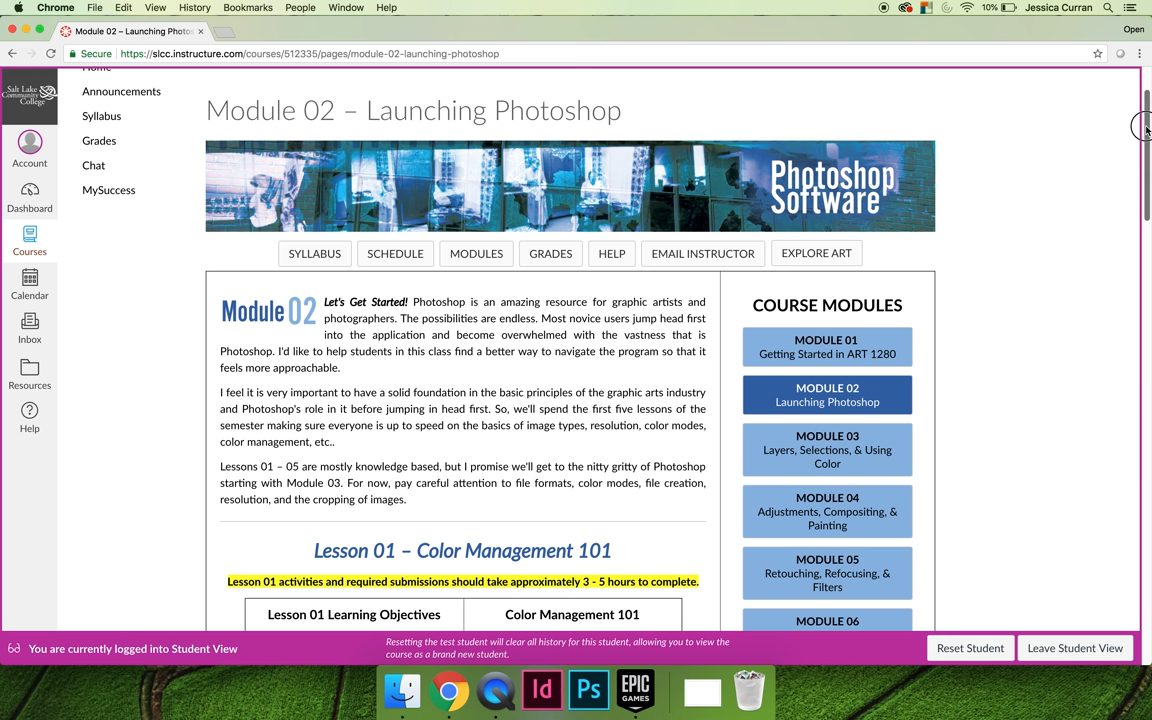 Chrome File Edit View History Bookmarks People Window Help 10% Jessica Curran
Module 02 – Launching Photos × Open
Secure https://slcc.instructure.com/courses/512335/pages/module-02-launching-photoshop
Salt Lake
Community
College
Account
Dashboard
Courses
Calendar
Inbox
Resources
Help
Home
Announcements
Syllabus
Grades
Chat
MySuccess
Module 02 – Launching Photoshop
Photoshop
Software
SYLLABUS SCHEDULE MODULES GRADES HELP EMAIL INSTRUCTOR EXPLORE ART
Module 02 Let's Get Started! Photoshop is an amazing resource for graphic artists and
photographers. The possibilities are endless. Most novice users jump head first
into the application and become overwhelmed with the vastness that is
Photoshop. I'd like to help students in this class find a better way to navigate the program so that it
feels more approachable.
I feel it is very important to have a solid foundation in the basic principles of the graphic arts industry
and Photoshop's role in it before jumping in head first. So, we'll spend the first five lessons of the
semester making sure everyone is up to speed on the basics of image types, resolution, color modes,
color management, etc..
Lessons 01 – 05 are mostly knowledge based, but I promise we'll get to the nitty gritty of Photoshop
starting with Module 03. For now, pay careful attention to file formats, color modes, file creation,
resolution, and the cropping of images.
Lesson 01 – Color Management 101
Lesson 01 activities and required submissions should take approximately 3 - 5 hours to complete.
Lesson 01 Learning Objectives Color Management 101
COURSE MODULES
MODULE 01
Getting Started in ART 1280
MODULE 02
Launching Photoshop
MODULE 03
Layers, Selections, & Using
Color
MODULE 04
Adjustments, Compositing, &
Painting
MODULE 05
Retouching, Refocusing, &
Filters
MODULE 06
You are currently logged into Student View
Resetting the test student will clear all history for this student, allowing you to view the
course as a brand new student.
Reset Student Leave Student View
Id Ps EPIC
GAMES